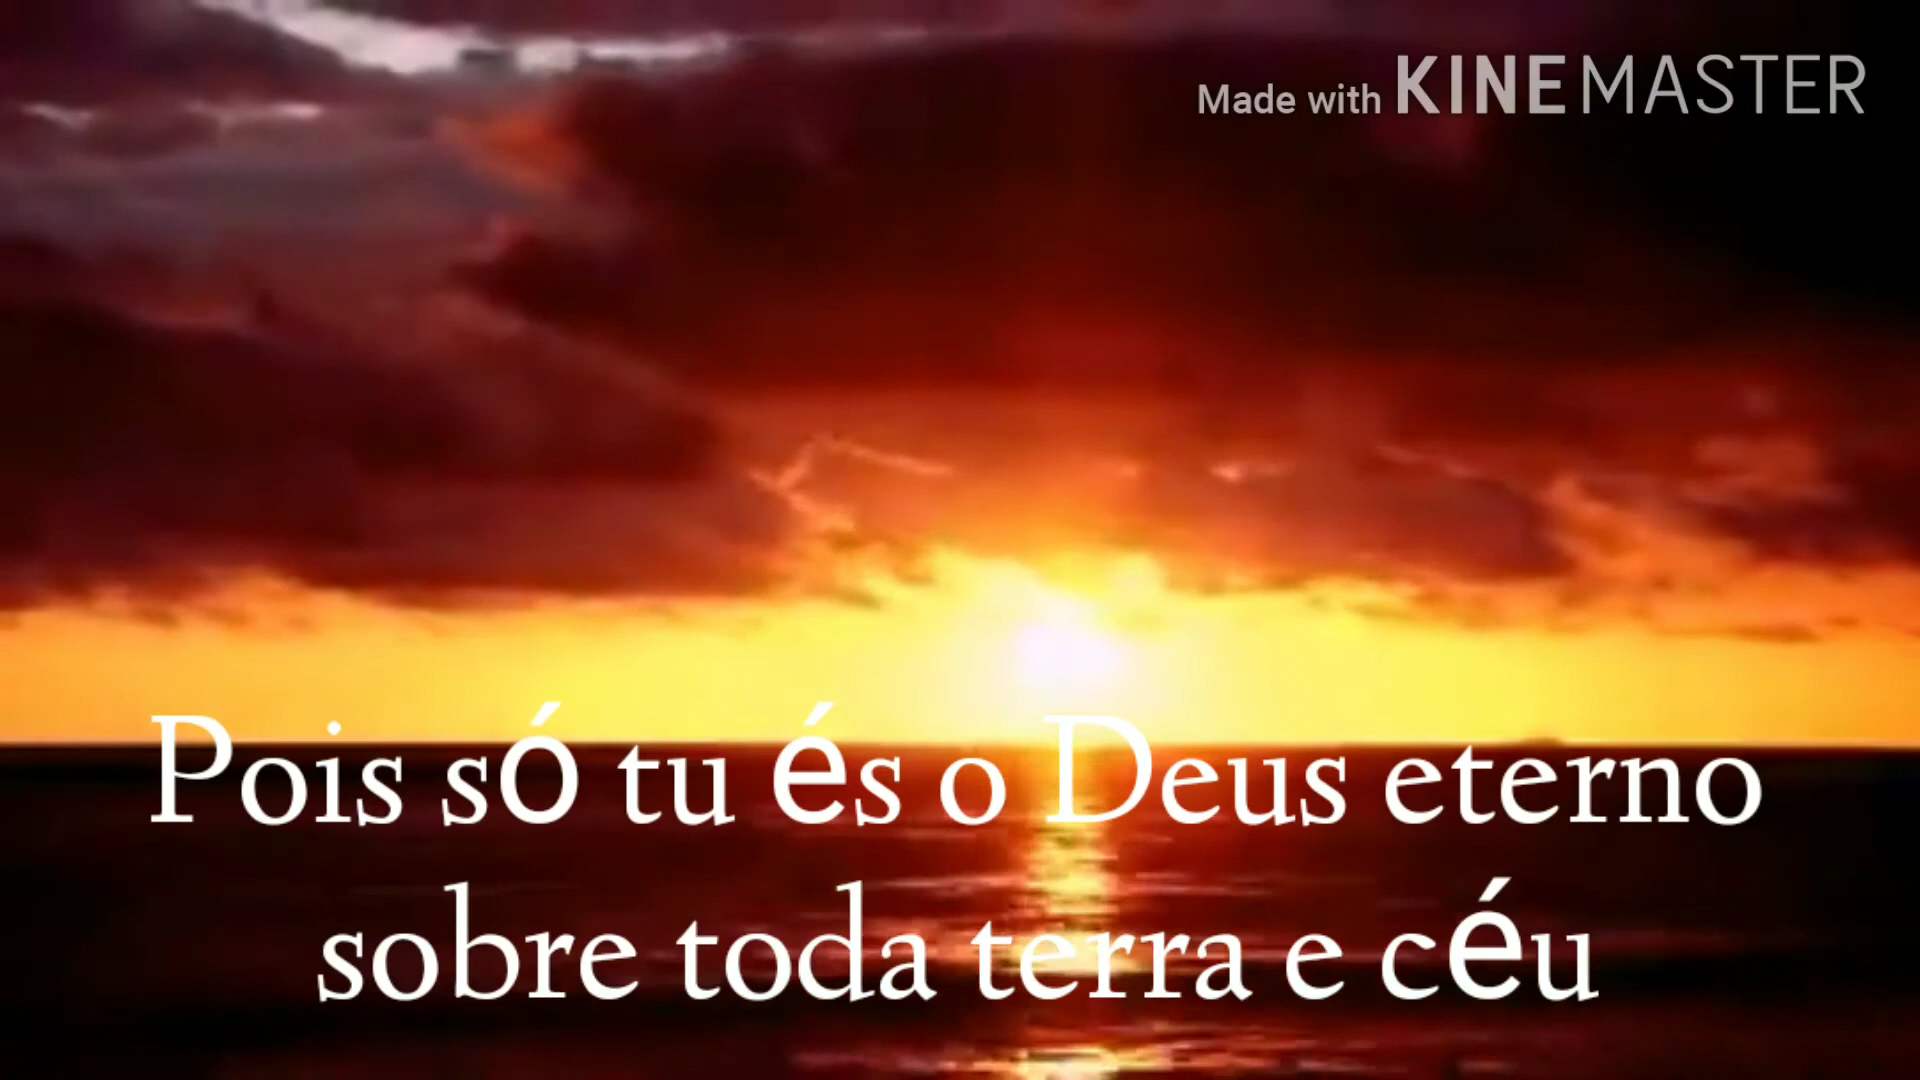 Made with KINEMASTER
Pois só tu és o Deus eterno
sobre toda terra e céu